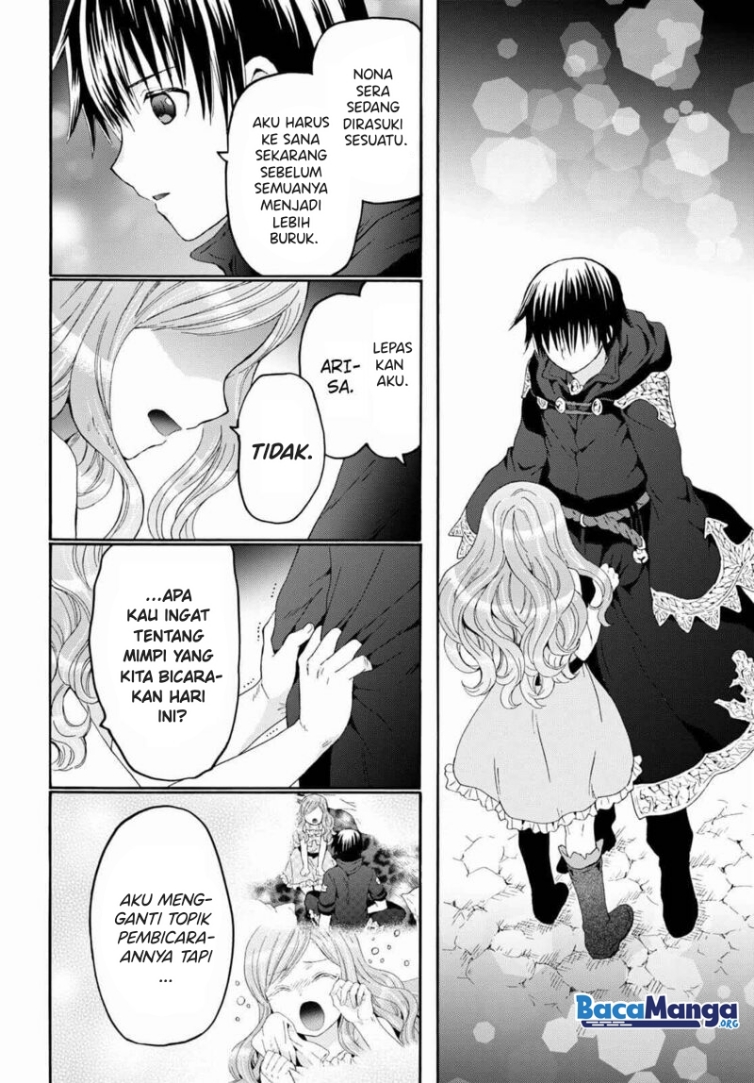 NONA
SERA
SEDANG
DIRASUKI
SESUATU.
AKU HARUS
KE SANA
SEKARANG
SEBELUM
SEMUANYA
MENJADI
LEBIH
BURUK.
LEPAS
KAN
AKU.
ARI-
SA.
TIDAK.
...APA
KAU INGAT
TENTANG
MIMPI YANG
KITA BICARA-
KAN HARI
INI?
AKU MENG-
GANTI TOPIK
PEMBICARA-
ANNYA TAPI
...
BacaManga
.ORG